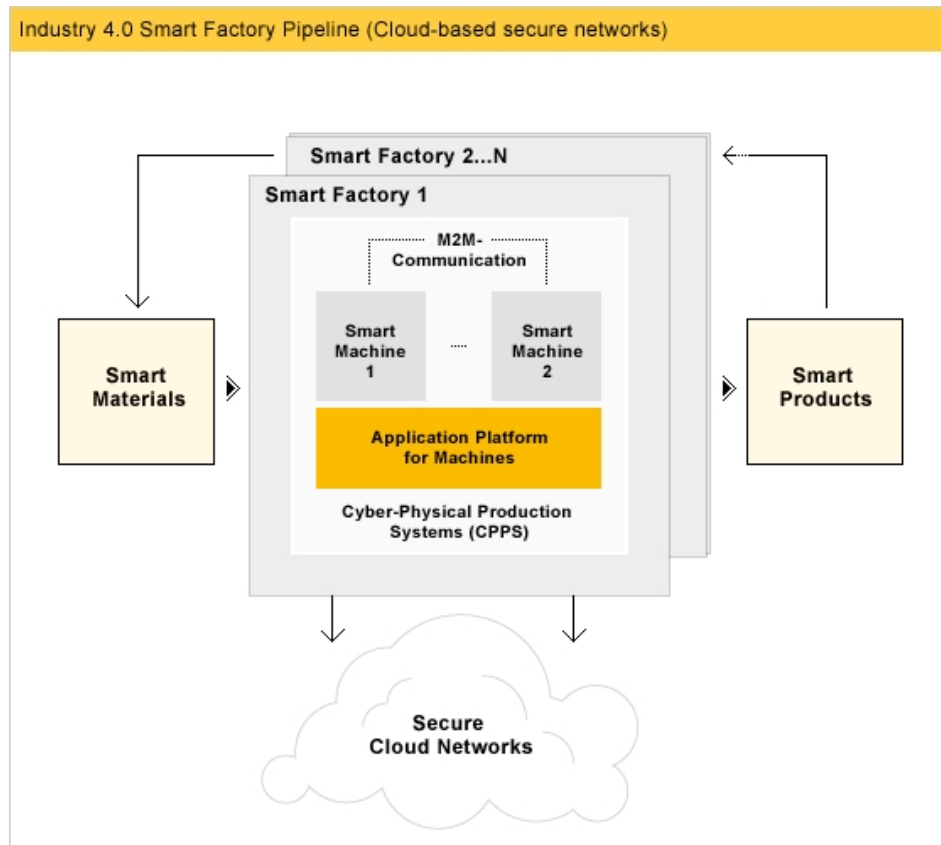 Industry 4.0 Smart Factory Pipeline (Cloud-based secure networks)
Smart Factory 2...N
Smart Factory 1
M2M-
Communication
Smart
Machine
1
.....
Smart
Machine
2
Application Platform
for Machines
Cyber-Physical Production
Systems (CPPS)
Smart
Materials
Smart
Products
Secure
Cloud Networks